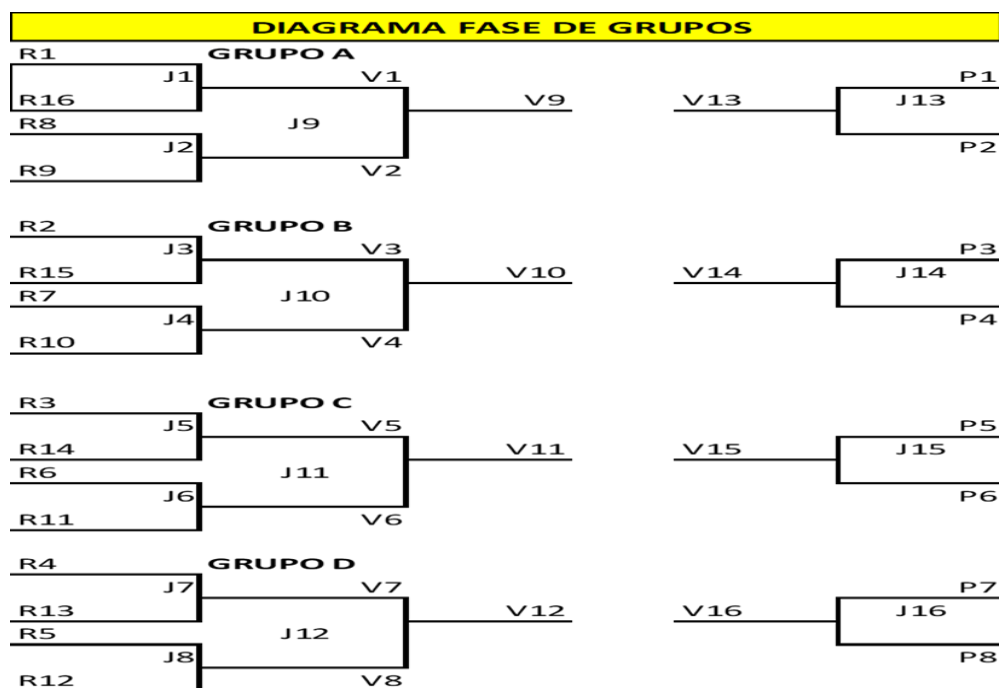 DIAGRAMA FASE DE GRUPOS
R1 GRUPO A
J1 V1 P1
R16 V9 V13 J13
R8 J9
J2 P2
R9 V2
R2 GRUPO B
J3 V3 P3
R15 V10 V14 J14
R7 J10
J4 P4
R10 V4
R3 GRUPO C
J5 V5 P5
R14 V11 V15 J15
R6 J11
J6 P6
R11 V6
R4 GRUPO D
J7 V7 P7
R13 V12 V16 J16
R5 J12
J8 P8
R12 V8